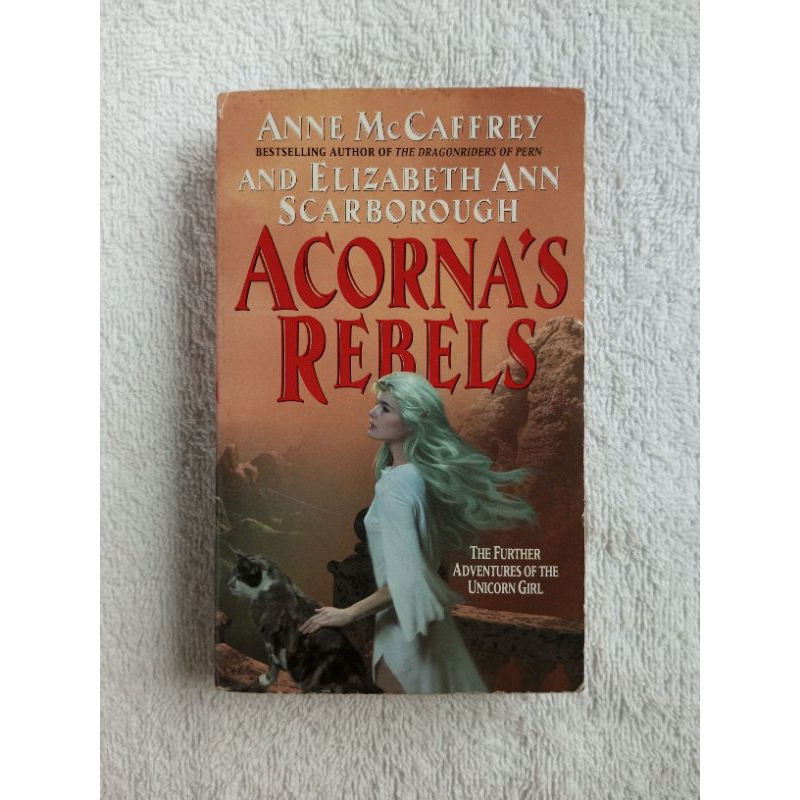 ANNE MCCAFFREY
BESTSELLING AUTHOR OF THE DRAGONRIDERS OF PERN
AND ELIZABETH ANN
SCARBOROUGH
ACORNA'S
REBELS
THE FURTHER
ADVENTURES OF THE
UNICORN GIRL